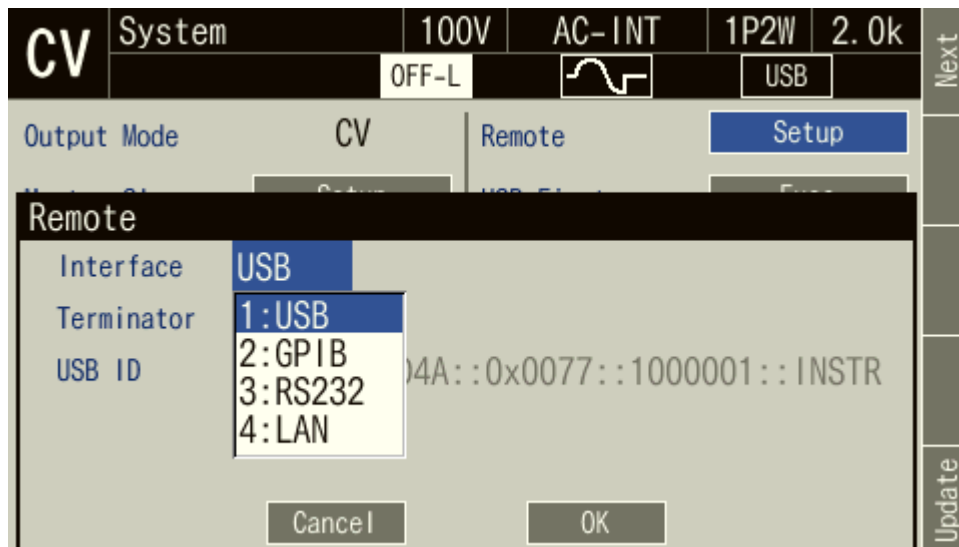 CV System 100V AC-INT 1P2W 2.0k
OFF-L USB
Next
Output Mode CV Remote Setup
Remote
Interface USB
Terminator 1:USB
2:GPIB
USB ID 04A::0x0077::1000001::INSTR
3:RS232
4:LAN
Cancel OK
Update